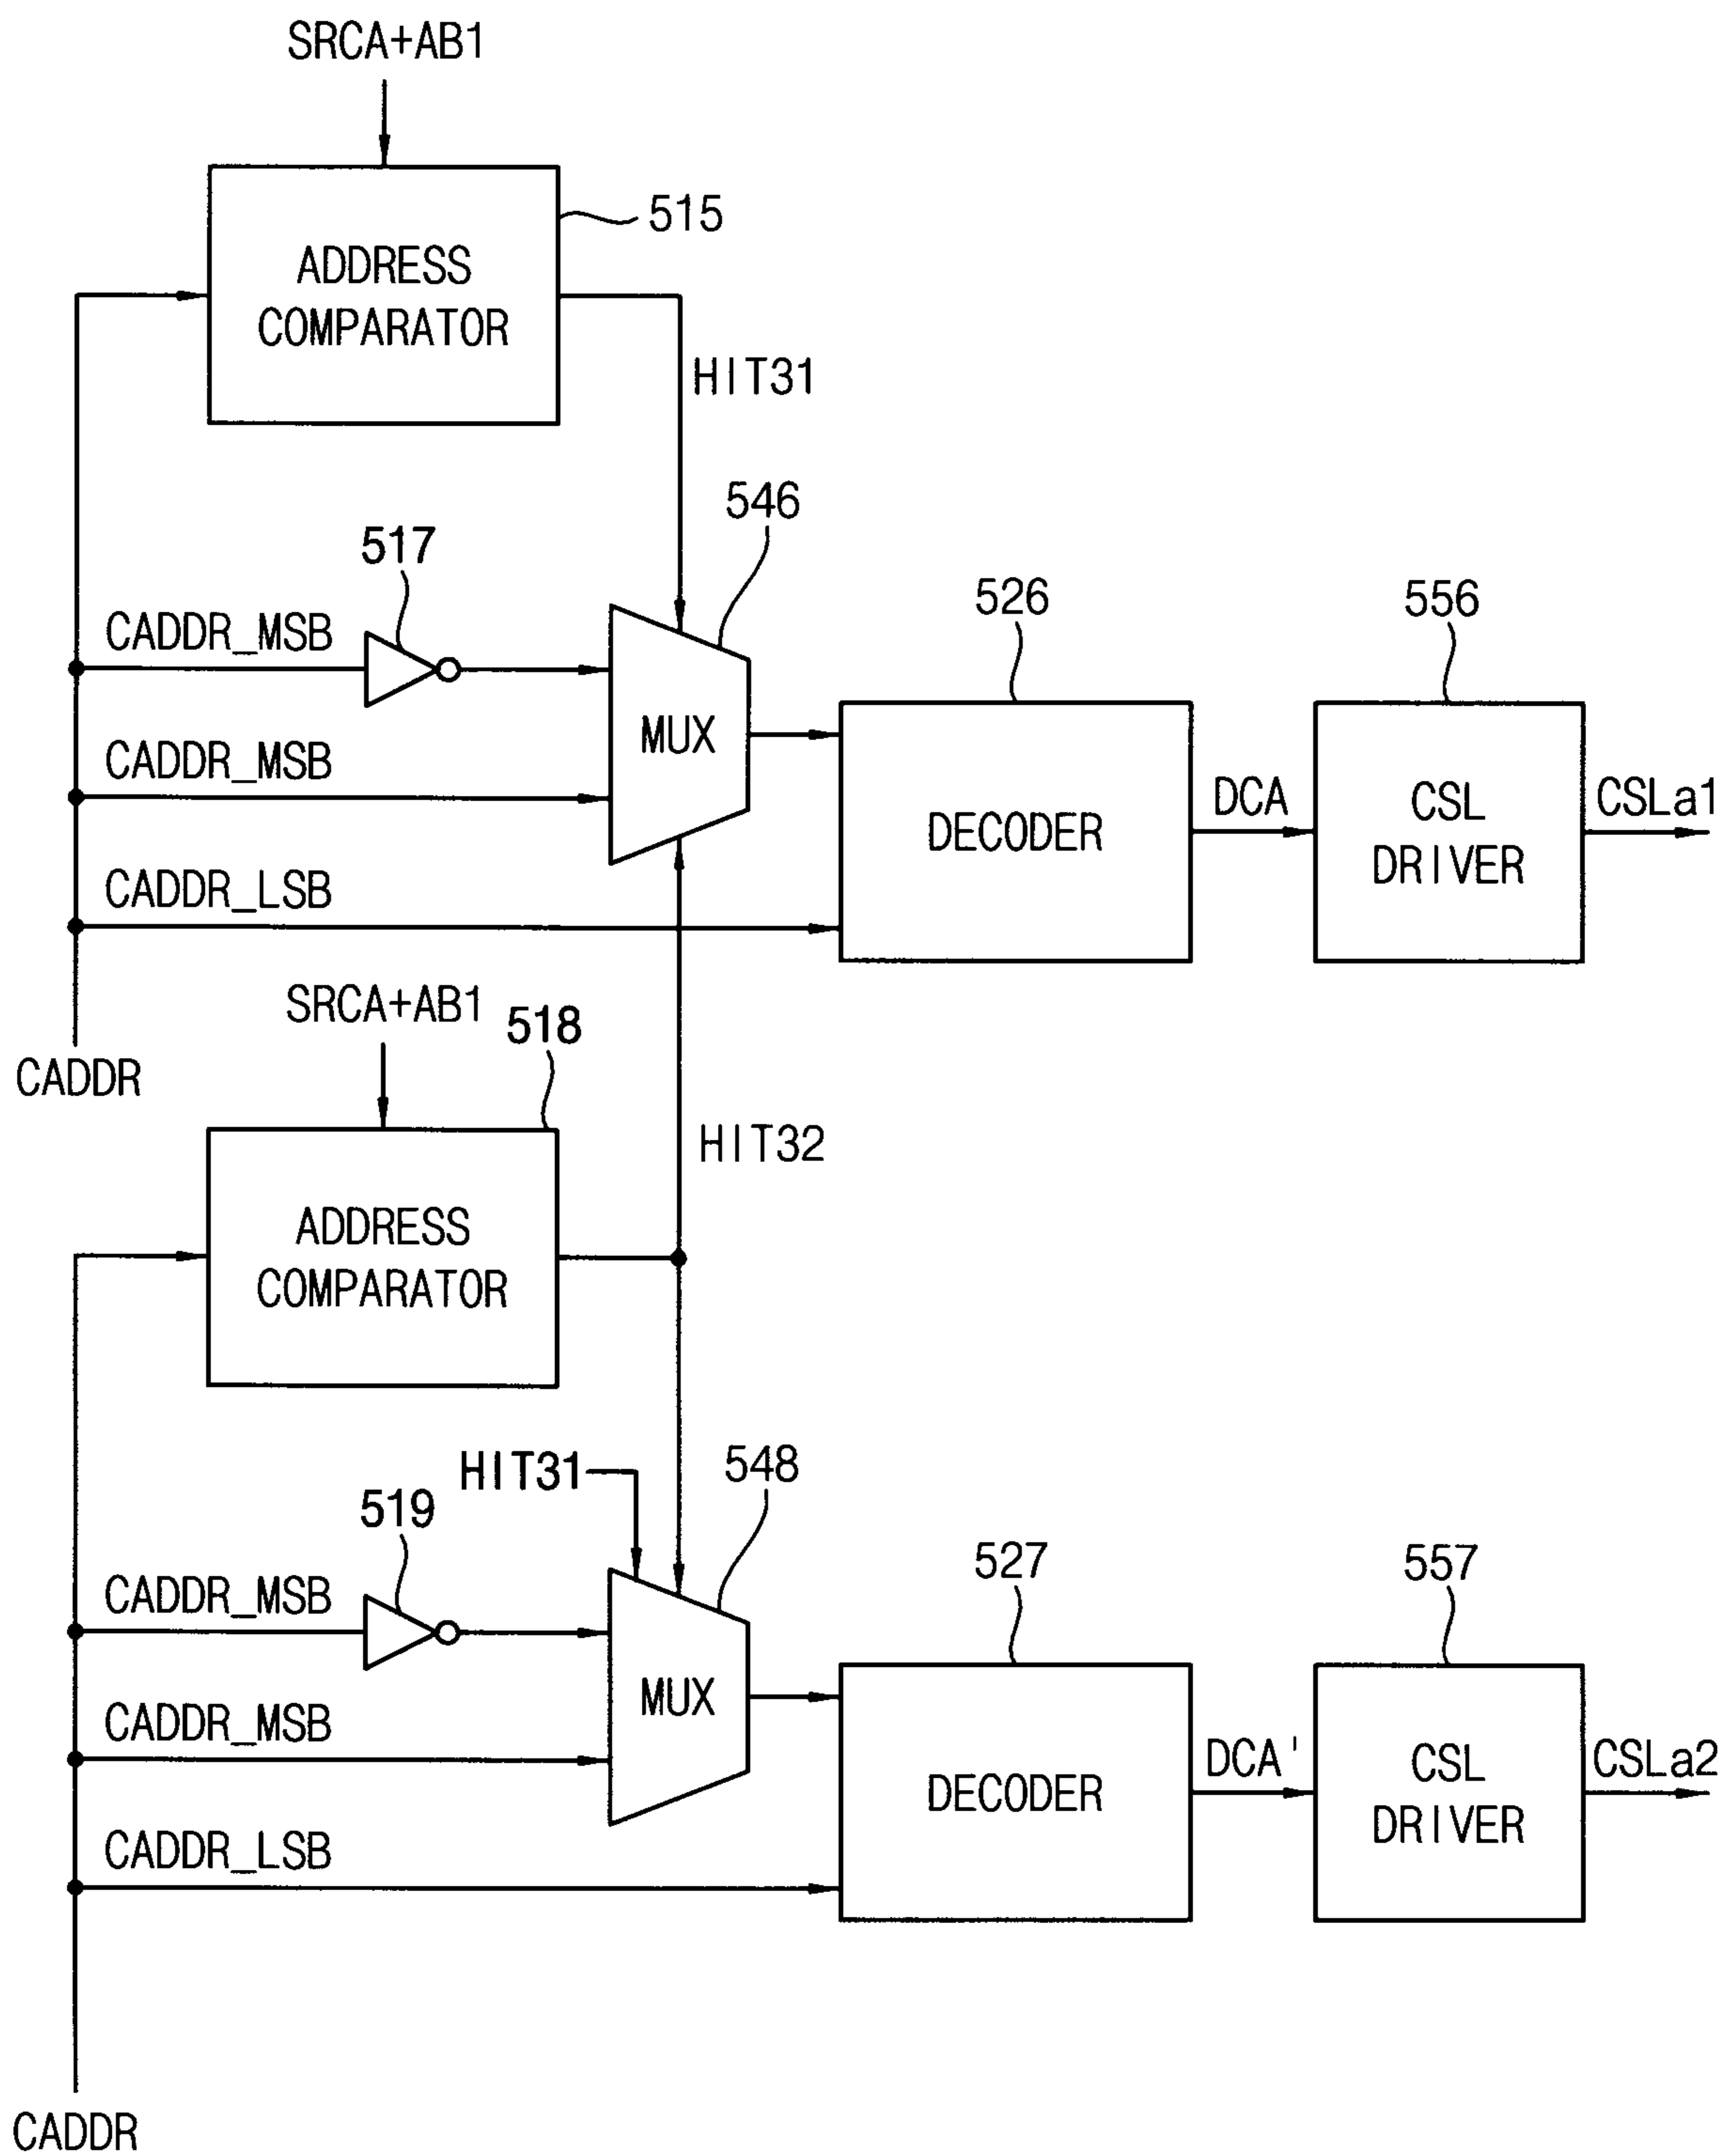 SRCA+AB1
515
ADDRESS
COMPARATOR
HIT31
546
517
526
556
CADDR_MSB
MUX
CADDR_MSB
DECODER
DCA
CSL
DRIVER
CSLa1
CADDR_LSB
SRCA+AB1
518
CADDR
HIT32
ADDRESS
COMPARATOR
HIT31
548
519
527
557
CADDR_MSB
MUX
CADDR_MSB
DECODER
DCA'
CSL
DRIVER
CSLa2
CADDR_LSB
CADDR